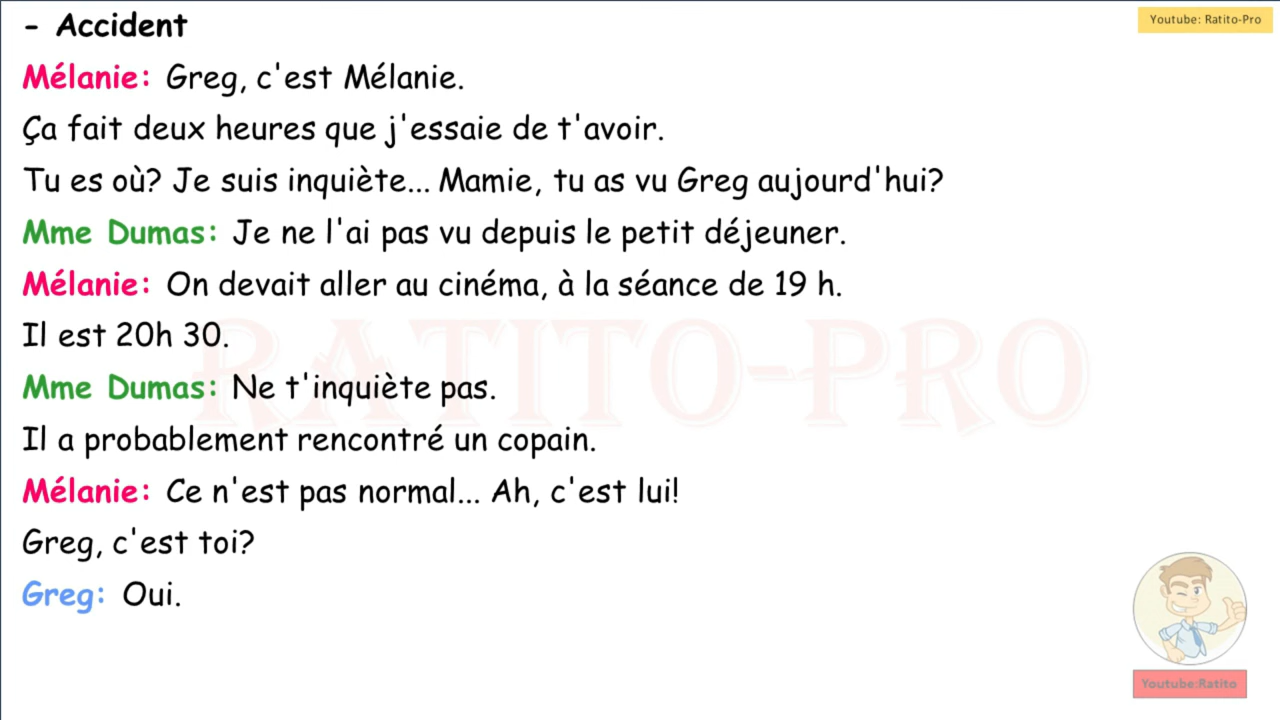 - Accident
Youtube: Ratito-Pro
Mélanie: Greg, c'est Mélanie.
Ça fait deux heures que j'essaie de t'avoir.
Tu es où? Je suis inquiète... Mamie, tu as vu Greg aujourd'hui?
Mme Dumas: Je ne l'ai pas vu depuis le petit déjeuner.
Mélanie: On devait aller au cinéma, à la séance de 19 h.
Il est 20h 30.
RATITO-PRO
Mme Dumas: Ne t'inquiète pas.
Il a probablement rencontré un copain.
Mélanie: Ce n'est pas normal... Ah, c'est lui!
Greg, c'est toi?
Greg: Oui.
Youtube:Ratito